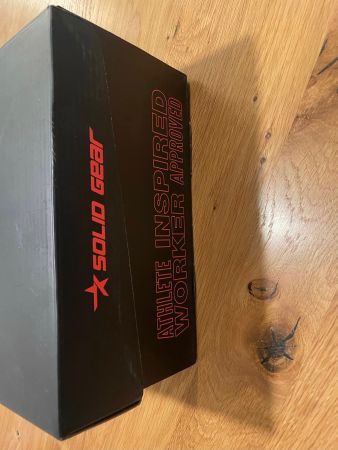 SOLID GEAR
ATHLETE INSPIRED
WORKER APPROVED